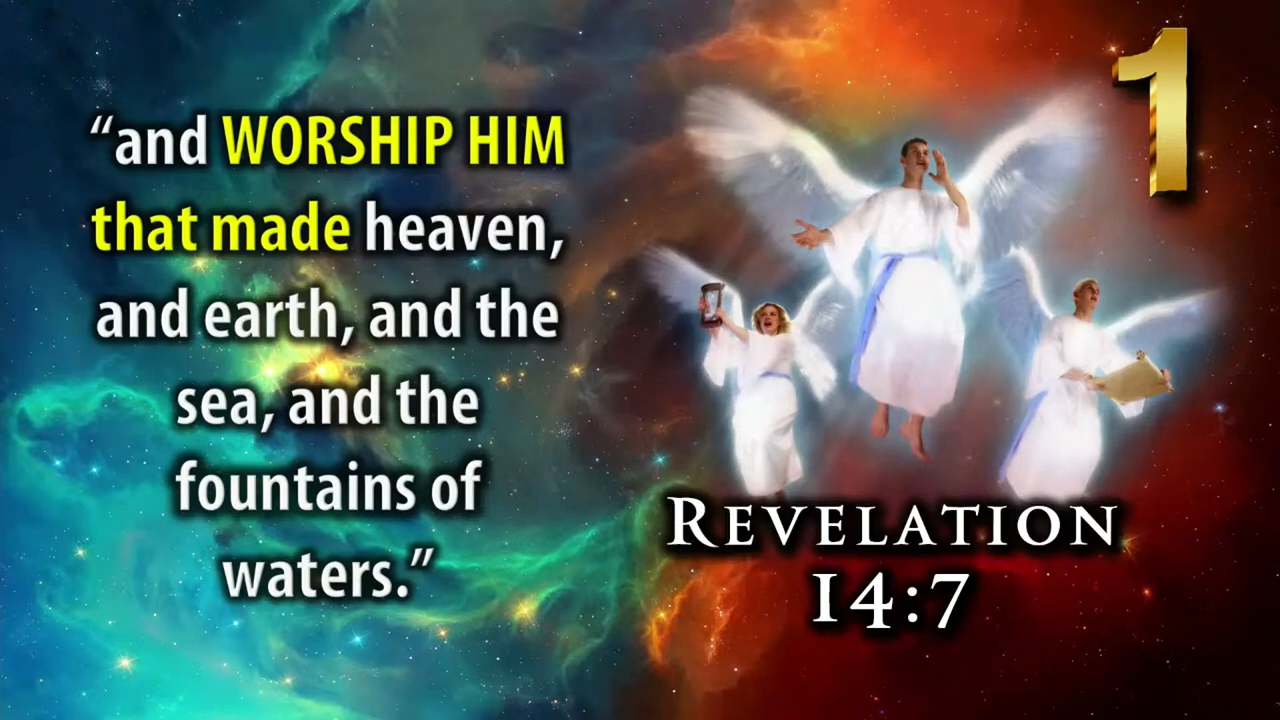 “and WORSHIP HIM
that made heaven,
and earth, and the
sea, and the
fountains of
waters.”
1
REVELATION
14:7